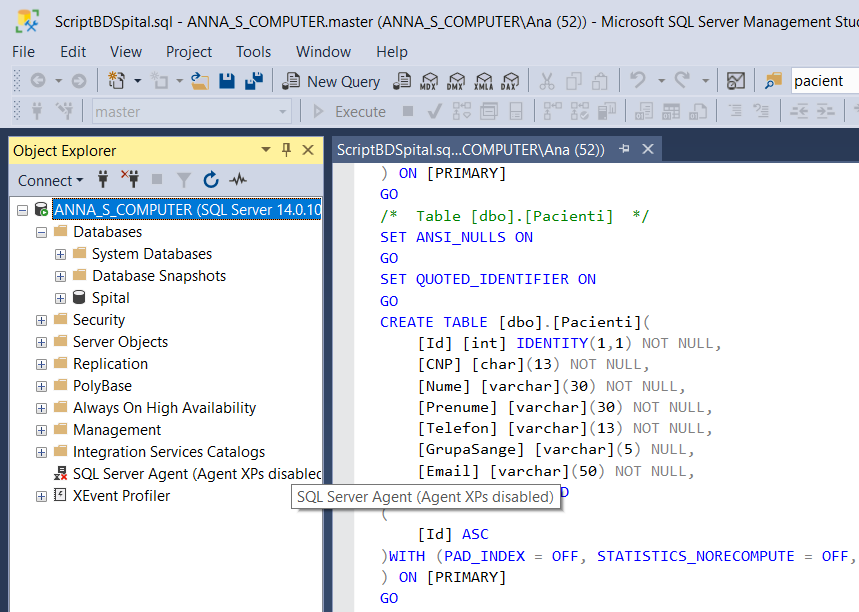 ScriptBDSpital.sql - ANNA_S_COMPUTER.master (ANNA_S_COMPUTER\Ana (52)) - Microsoft SQL Server Management
File Edit View Project Tools Window Help
New Query MDX DMX XMLA DAX pacient
master Execute
Object Explorer
Connect
ANNA_S_COMPUTER (SQL Server 14.0.10
Databases
System Databases
Database Snapshots
Spital
Security
Server Objects
Replication
PolyBase
Always On High Availability
Management
Integration Services Catalogs
SQL Server Agent (Agent XPs disabled
XEvent Profiler
SQL Server Agent (Agent XPs disabled)
ScriptBDSpital.sq...COMPUTER\Ana (52))
) ON [PRIMARY]
GO
/*  Table [dbo].[Pacienti]  */
SET ANSI_NULLS ON
GO
SET QUOTED_IDENTIFIER ON
GO
CREATE TABLE [dbo].[Pacienti](
[Id] [int] IDENTITY(1,1) NOT NULL,
[CNP] [char](13) NOT NULL,
[Nume] [varchar](30) NOT NULL,
[Prenume] [varchar](30) NOT NULL,
[Telefon] [varchar](13) NOT NULL,
[GrupaSange] [varchar](5) NULL,
[Email] [varchar](50) NOT NULL,
(
[Id] ASC
)WITH (PAD_INDEX = OFF, STATISTICS_NORECOMPUTE = OFF,
) ON [PRIMARY]
GO